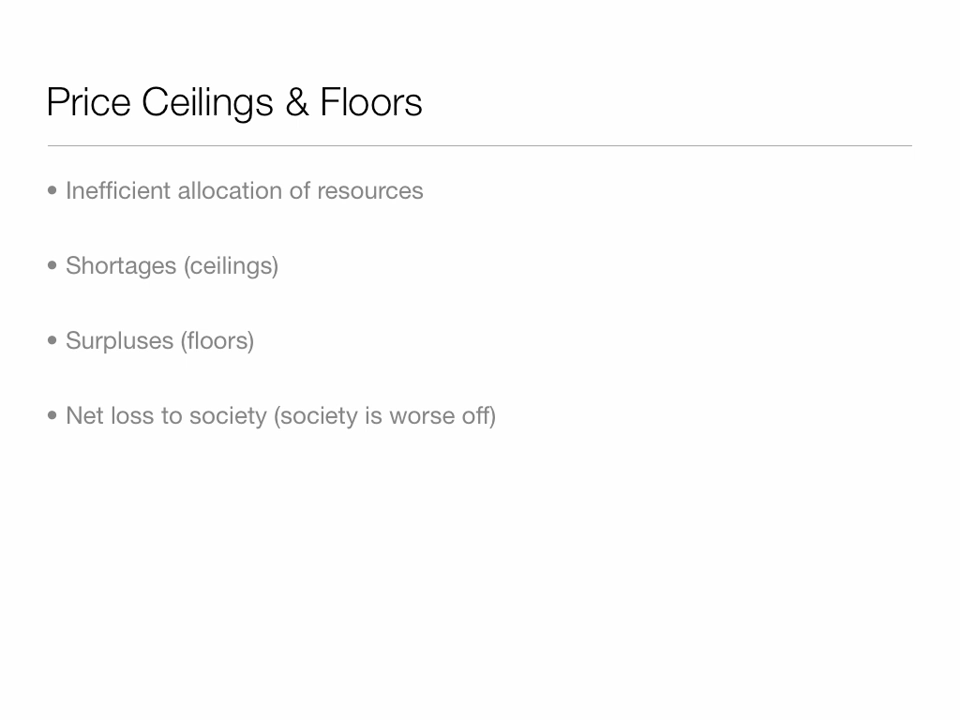 Price Ceilings & Floors
• Inefficient allocation of resources
• Shortages (ceilings)
• Surpluses (floors)
• Net loss to society (society is worse off)